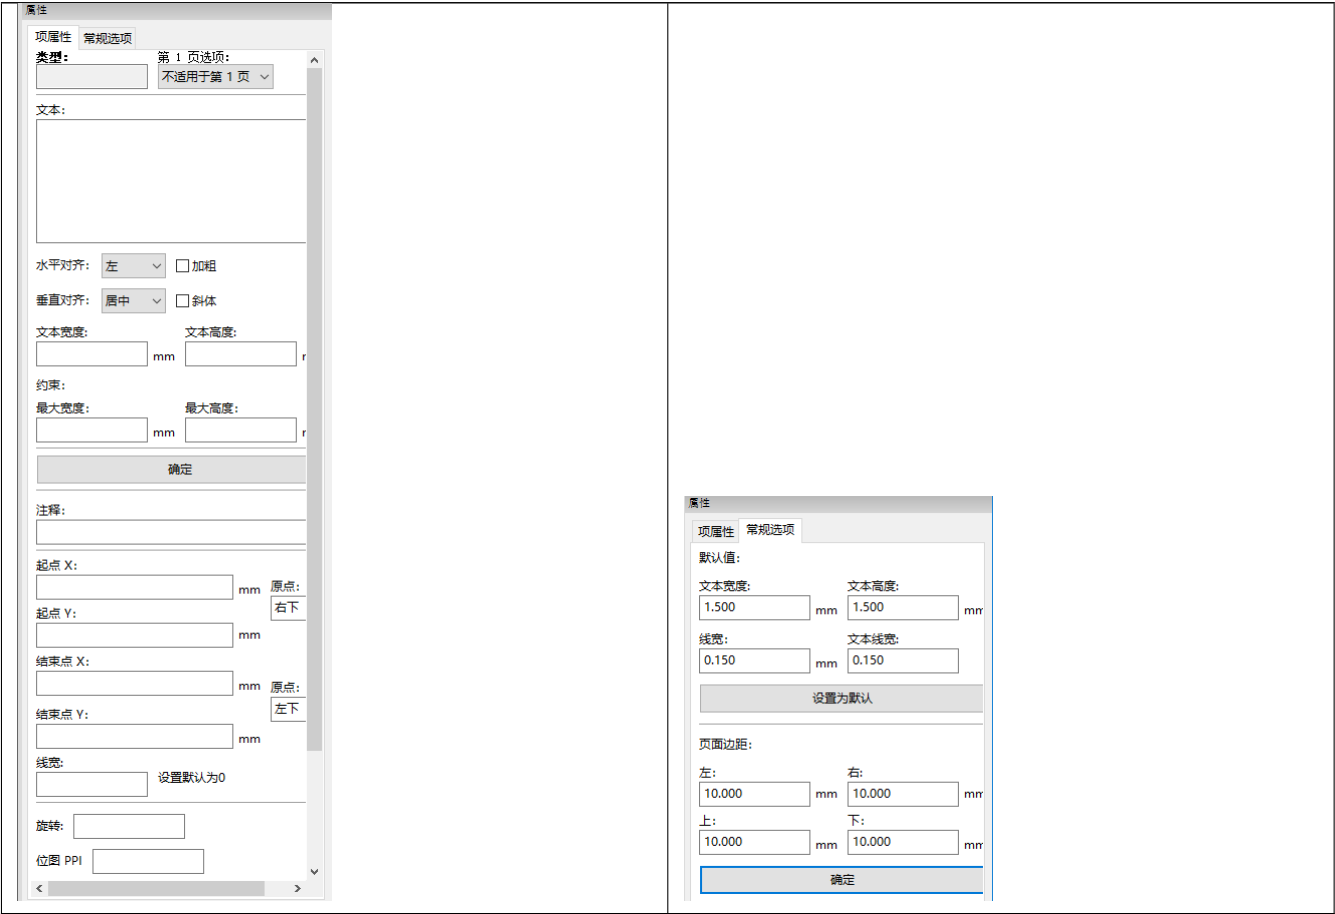 属性
项属性 常规选项
类型: 第 1 页选项:
不适用于第 1 页
文本:
水平对齐: 左 加粗
垂直对齐: 居中 斜体
文本宽度: 文本高度:
mm
约束:
最大宽度: 最大高度:
mm
确定
注释:
起点 X:
mm 原点:
右下
起点 Y:
mm
结束点 X:
mm 原点:
左下
结束点 Y:
mm
线宽:
设置默认为0
旋转:
位图 PPI
属性
项属性 常规选项
默认值:
文本宽度: 文本高度:
1.500 mm 1.500 mm
线宽: 文本线宽:
0.150 mm 0.150
设置为默认
页面边距:
左: 右:
10.000 mm 10.000 mm
上: 下:
10.000 mm 10.000 mm
确定